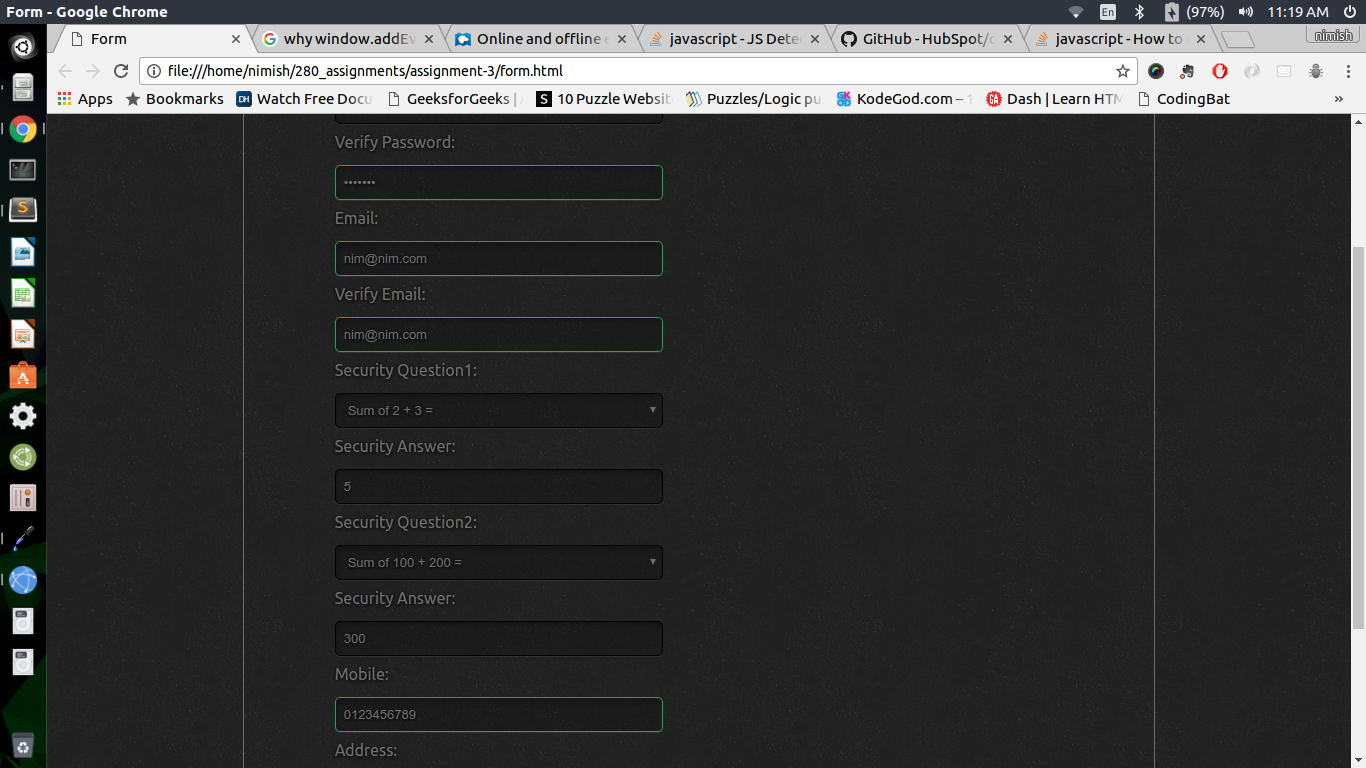 Form - Google Chrome
En
(97%)
11:19 AM
Form
why window.addEv
Online and offline e
javascript - JS Dete
GitHub - HubSpot/
javascript - How to
nimish
file:///home/nimish/280_assignments/assignment-3/form.html
Apps
Bookmarks
DH
Watch Free Docu
GeeksforGeeks | A
S
10 Puzzle Websit
Puzzles/Logic pu
KodeGod.com – 1
GA
Dash | Learn HTM
CodingBat
»
Verify Password:
•••••••
Email:
nim@nim.com
Verify Email:
nim@nim.com
Security Question1:
Sum of 2 + 3 =
Security Answer:
5
Security Question2:
Sum of 100 + 200 =
Security Answer:
300
Mobile:
0123456789
Address: